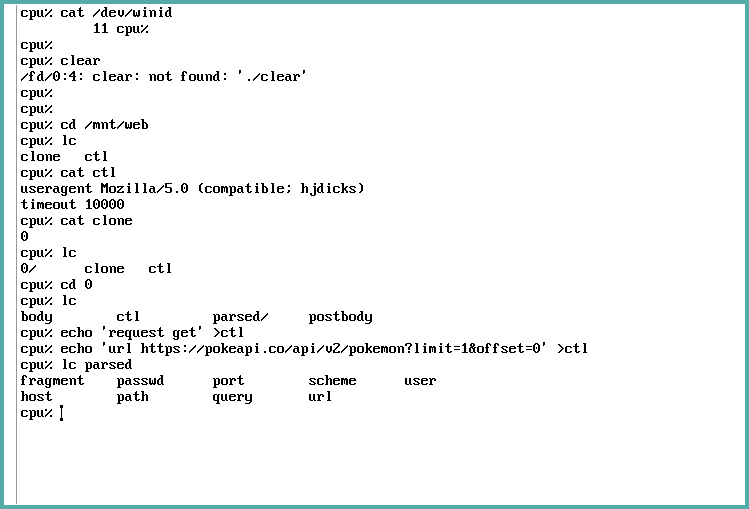 cpu% cat /dev/winid
         11 cpu%
cpu%
cpu% clear
/fd/0:4: clear: not found: './clear'
cpu%
cpu%
cpu% cd /mnt/web
cpu% lc
clone   ctl
cpu% cat ctl
useragent Mozilla/5.0 (compatible; hjdicks)
timeout 10000
cpu% cat clone
0
cpu% lc
0/      clone   ctl
cpu% cd 0
cpu% lc
body        ctl         parsed/     postbody
cpu% echo 'request get' >ctl
cpu% echo 'url https://pokeapi.co/api/v2/pokemon?limit=1&offset=0' >ctl
cpu% lc parsed
fragment    passwd      port        scheme      user
host        path        query       url
cpu%